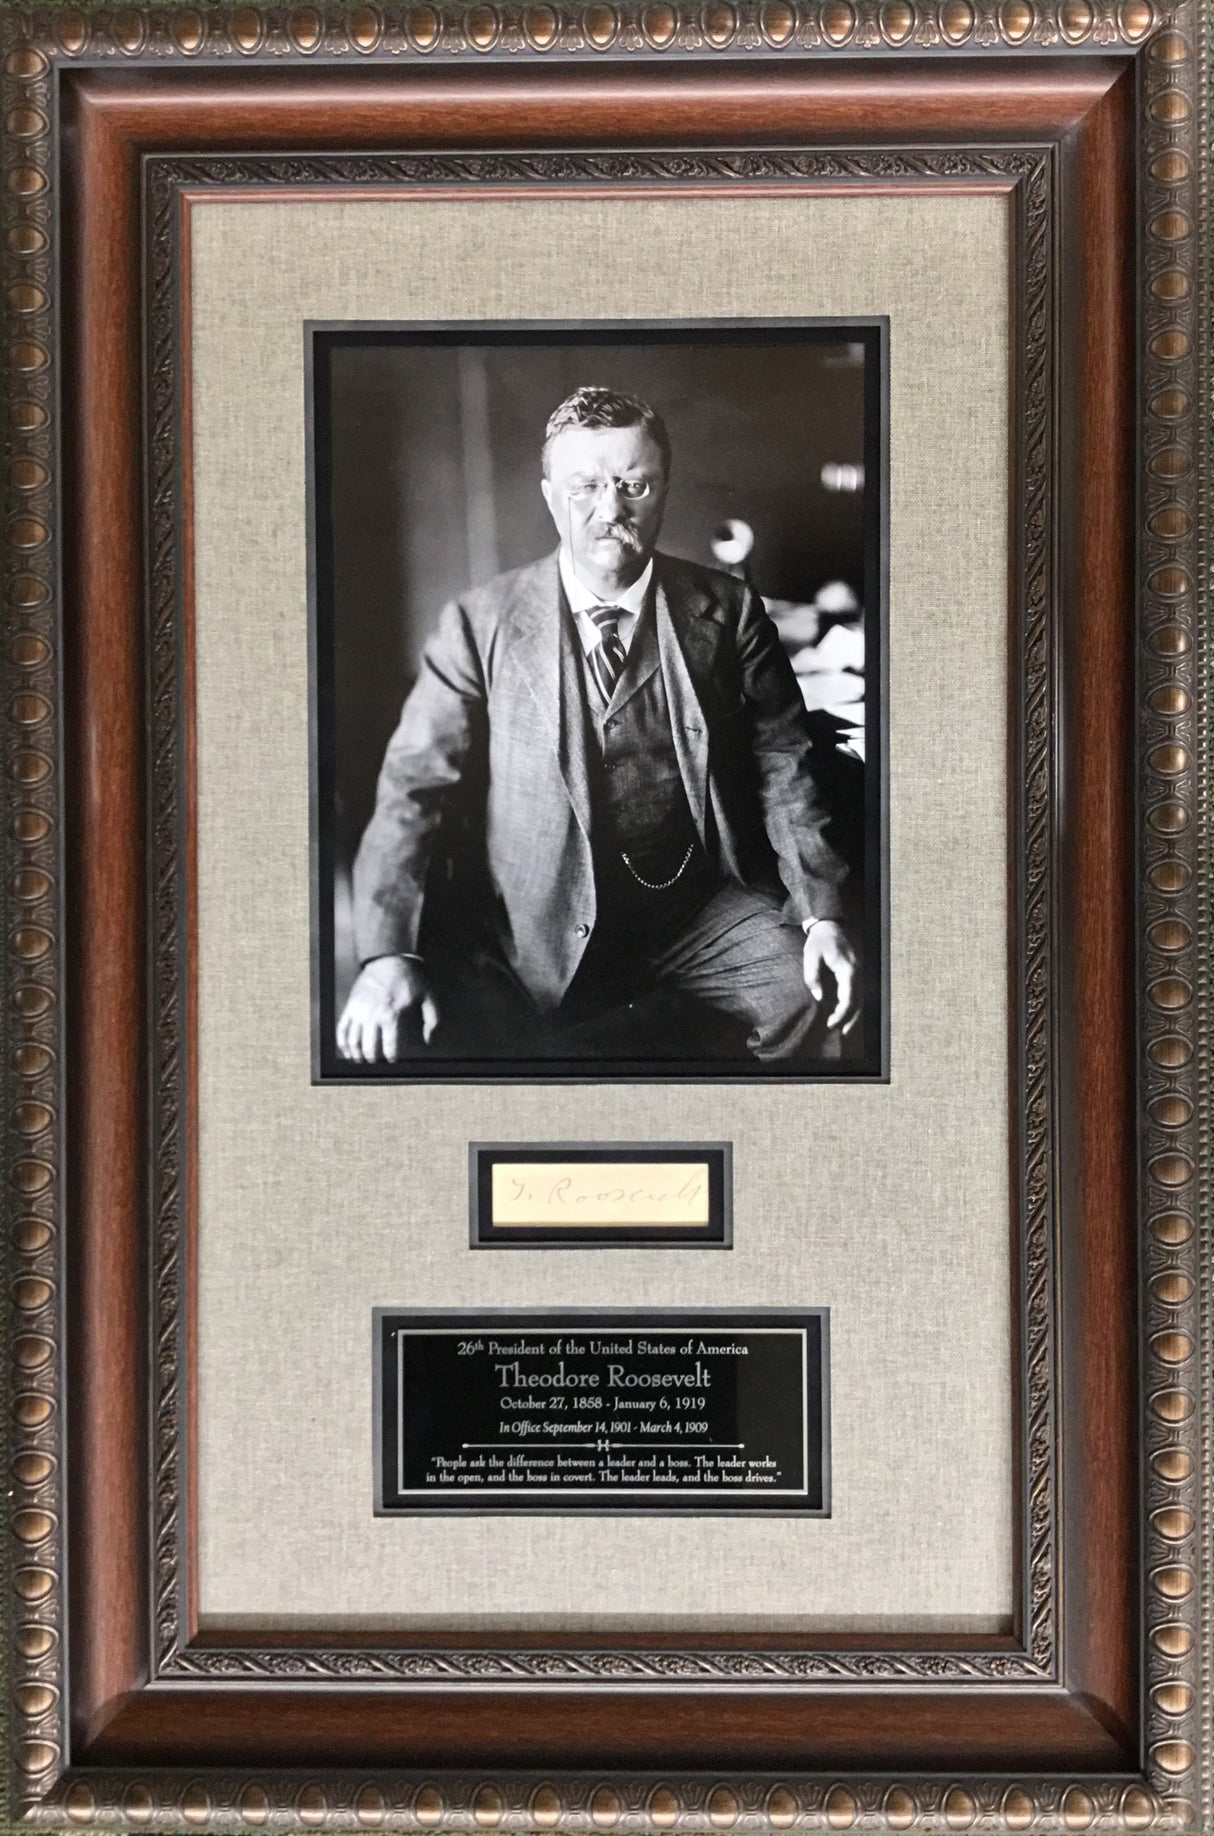 T. Roosevelt
26th President of the United States of America
Theodore Roosevelt
October 27, 1858 - January 6, 1919
In Office September 14, 1901 - March 4, 1909
"People ask the difference between a leader and a boss. The leader works
in the open, and the boss in covert. The leader leads, and the boss drives."